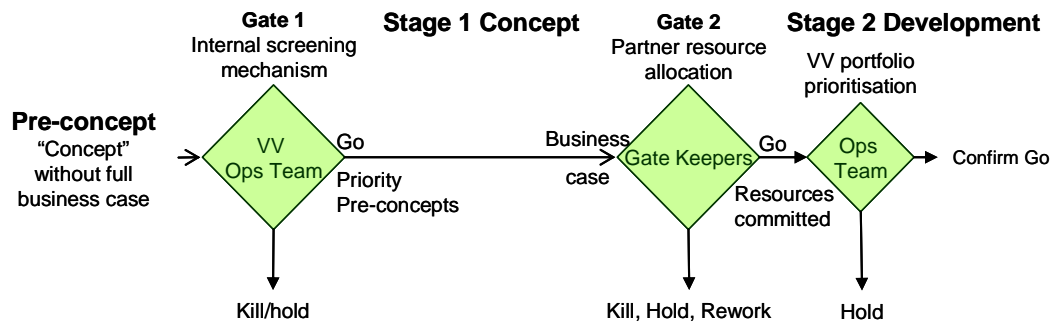 Gate 1
Internal screening
mechanism
Stage 1 Concept
Gate 2
Partner resource
allocation
Stage 2 Development
VV portfolio
prioritisation
Pre-concept
“Concept”
without full
business case
VV
Ops Team
Go
Priority
Pre-concepts
Business
case
Gate Keepers
Go
Resources
committed
Ops
Team
Confirm Go
Kill/hold
Kill, Hold, Rework
Hold